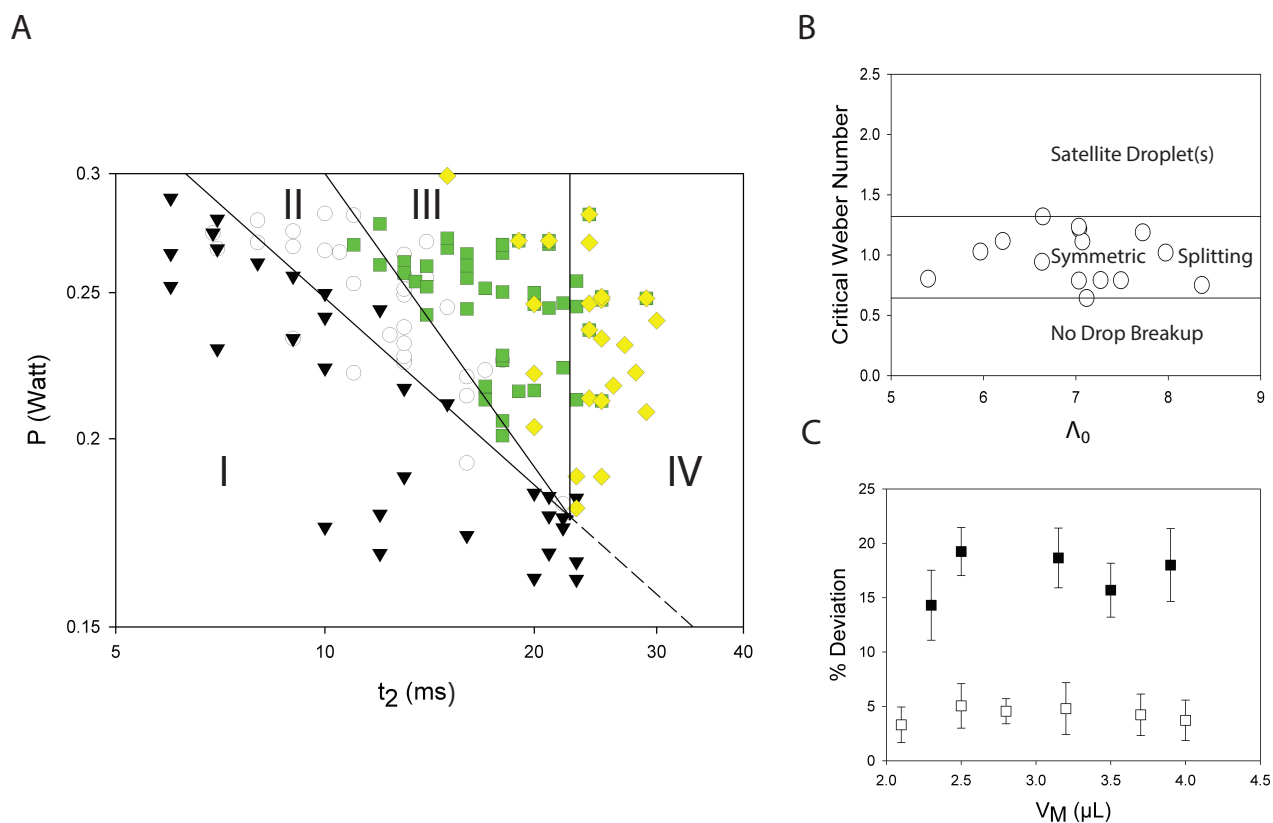 A
P (Watt)
0.3
0.25
0.2
0.15
I
II
III
IV
5
10
20
30
40
t2 (ms)
B
Critical Weber Number
2.5
2.0
1.5
1.0
0.5
0.0
Satellite Droplet(s)
Symmetric Splitting
No Drop Breakup
5
6
7
8
9
Λ0
C
% Deviation
25
20
15
10
5
0
2.0
2.5
3.0
3.5
4.0
4.5
VM (µL)